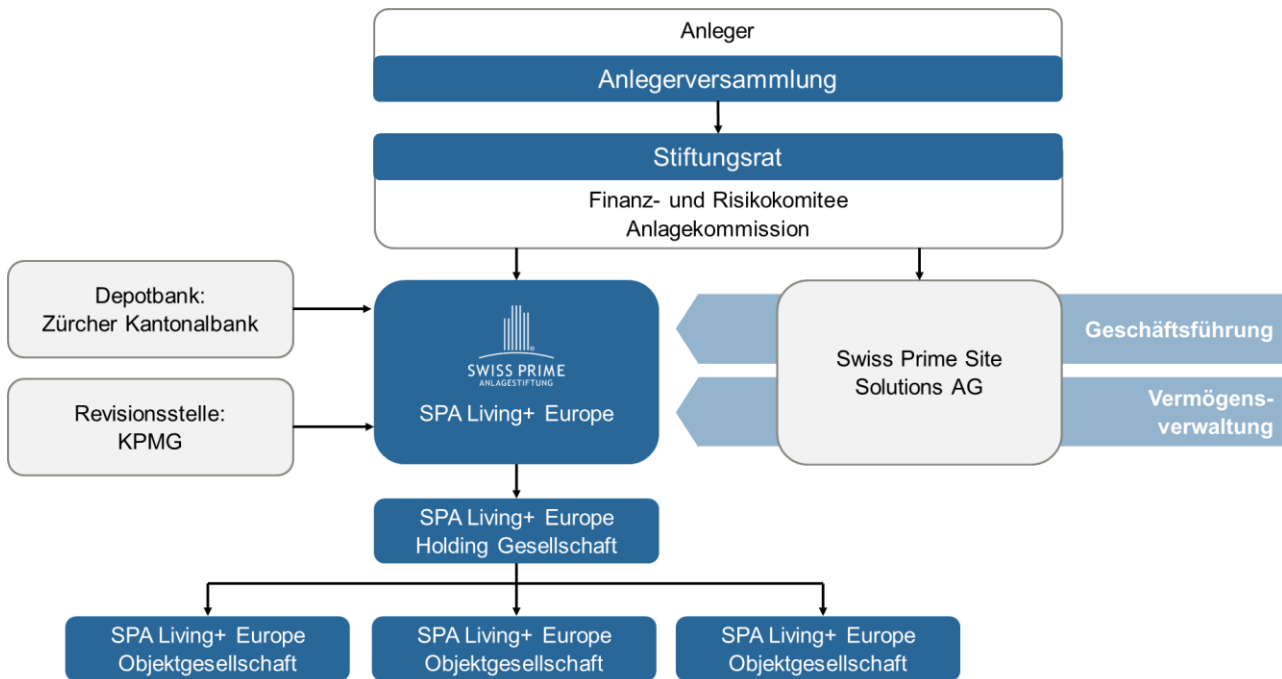 Anleger
Anlegerversammlung
Stiftungsrat
Finanz- und Risikokomitee
Anlagekommission
Depotbank:
Zürcher Kantonalbank
Revisionsstelle:
KPMG
SWISS PRIME
ANLAGESTIFTUNG
SPA Living+ Europe
Swiss Prime Site
Solutions AG
Geschäftsführung
Vermögens-
verwaltung
SPA Living+ Europe
Holding Gesellschaft
SPA Living+ Europe
Objektgesellschaft
SPA Living+ Europe
Objektgesellschaft
SPA Living+ Europe
Objektgesellschaft